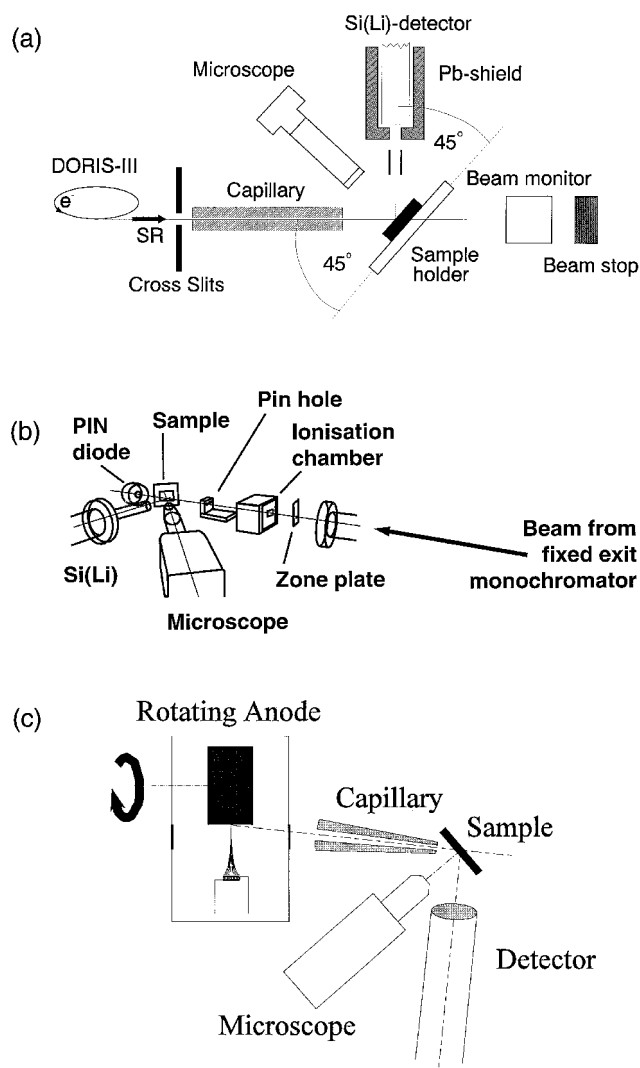 (a)
Si(Li)-detector
Microscope
Pb-shield
45°
DORIS-III
e-
SR
Capillary
Beam monitor
45°
Sample
holder
Cross Slits
Beam stop
(b)
Pin hole
PIN
diode
Sample
Ionisation
chamber
Si(Li)
Zone plate
Beam from
fixed exit
monochromator
Microscope
(c)
Rotating Anode
Capillary
Sample
Detector
Microscope